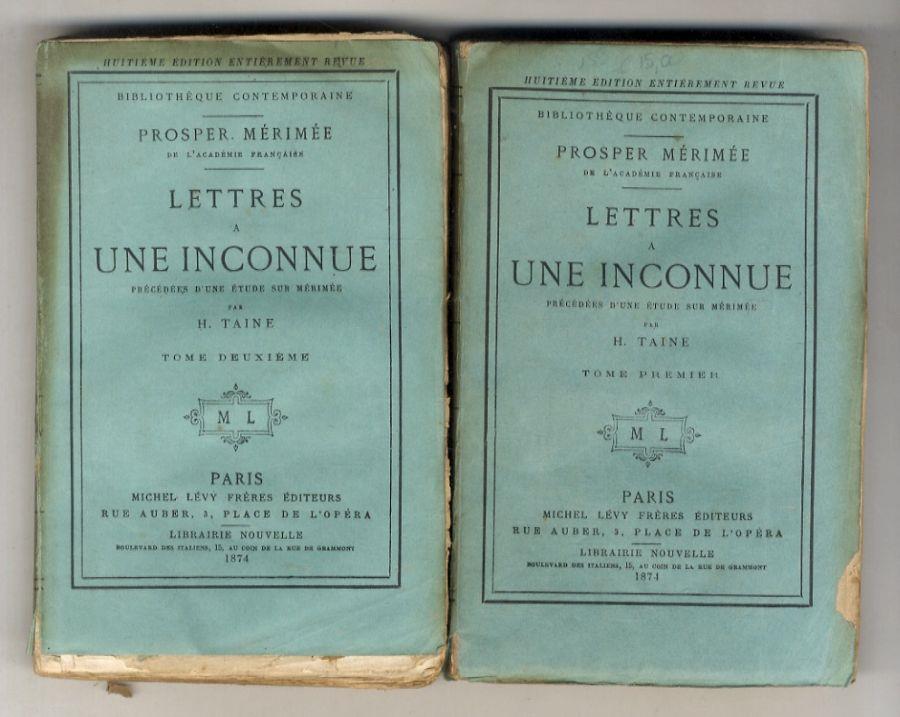 HUITIÈME ÉDITION ENTIÈREMENT REVUE
BIBLIOTHÈQUE CONTEMPORAINE
PROSPER MÉRIMÉE
DE L'ACADÉMIE FRANÇAISE
LETTRES
A
UNE INCONNUE
PRÉCÉDÉES D'UNE ÉTUDE SUR MÉRIMÉE
PAR
H. TAINE
TOME DEUXIÈME
M L
PARIS
MICHEL LÉVY FRÈRES ÉDITEURS
RUE AUBER, 3, PLACE DE L'OPÉRA
LIBRAIRIE NOUVELLE
BOULEVARD DES ITALIENS, 15, AU COIN DE LA RUE DE GRAMMONT
1874
15,00
HUITIÈME ÉDITION ENTIÈREMENT REVUE
BIBLIOTHÈQUE CONTEMPORAINE
PROSPER MÉRIMÉE
DE L'ACADÉMIE FRANÇAISE
LETTRES
A
UNE INCONNUE
PRÉCÉDÉES D'UNE ÉTUDE SUR MÉRIMÉE
PAR
H. TAINE
TOME PREMIER
M L
PARIS
MICHEL LÉVY FRÈRES ÉDITEURS
RUE AUBER, 3, PLACE DE L'OPÉRA
LIBRAIRIE NOUVELLE
BOULEVARD DES ITALIENS, 15, AU COIN DE LA RUE DE GRAMMONT
1874